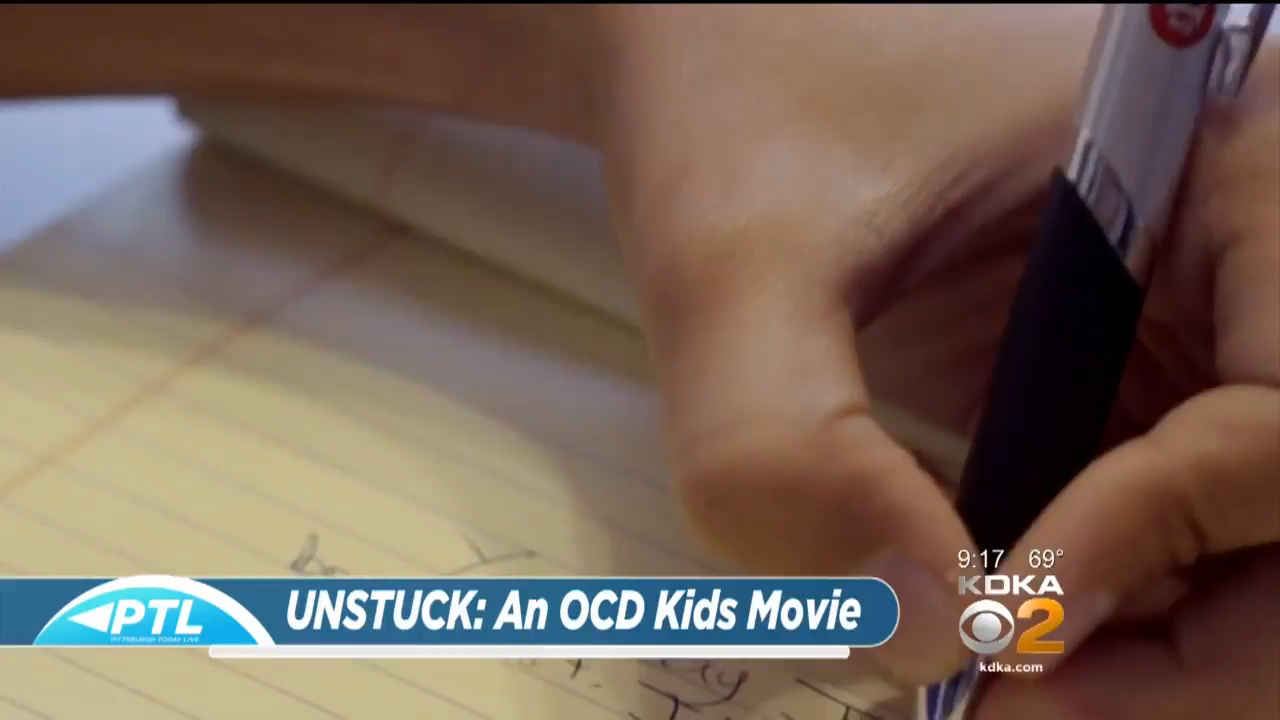 9:17 69°
KDKA
2
kdka.com
PTL
PITTSBURGH TODAY LIVE
UNSTUCK: An OCD Kids Movie